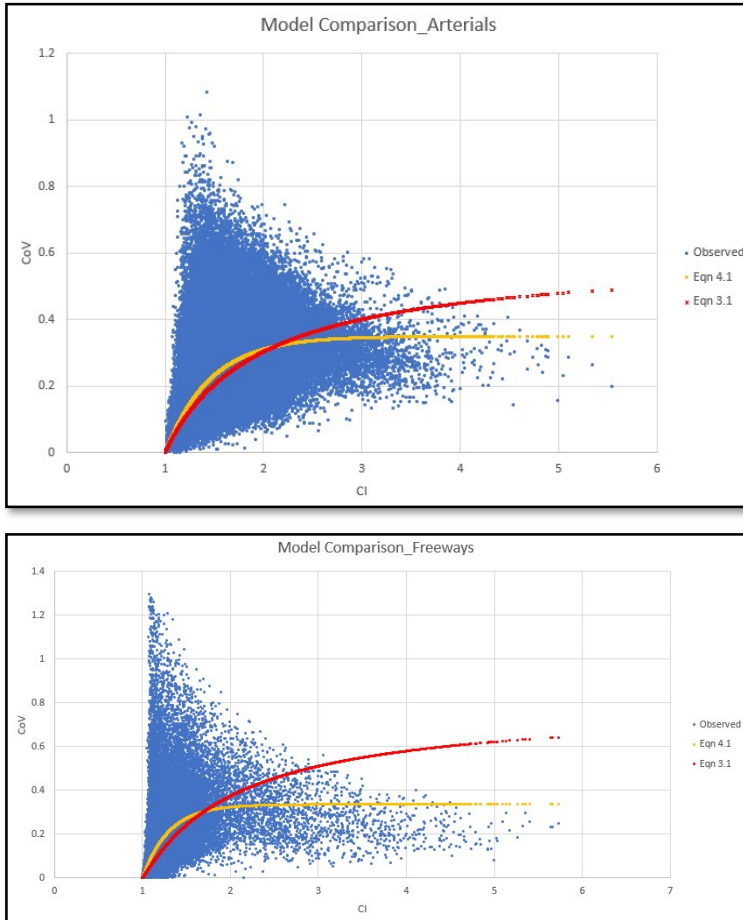 Model Comparison_Arterials
1.2
1
0.8
0.6
0.4
0.2
0
CoV
0 1 2 3 4 5 6
CI
Observed
Eqn 4.1
Eqn 3.1
Model Comparison_Freeways
1.4
1.2
1
0.8
0.6
0.4
0.2
0
CoV
0 1 2 3 4 5 6 7
CI
Observed
Eqn 4.1
Eqn 3.1